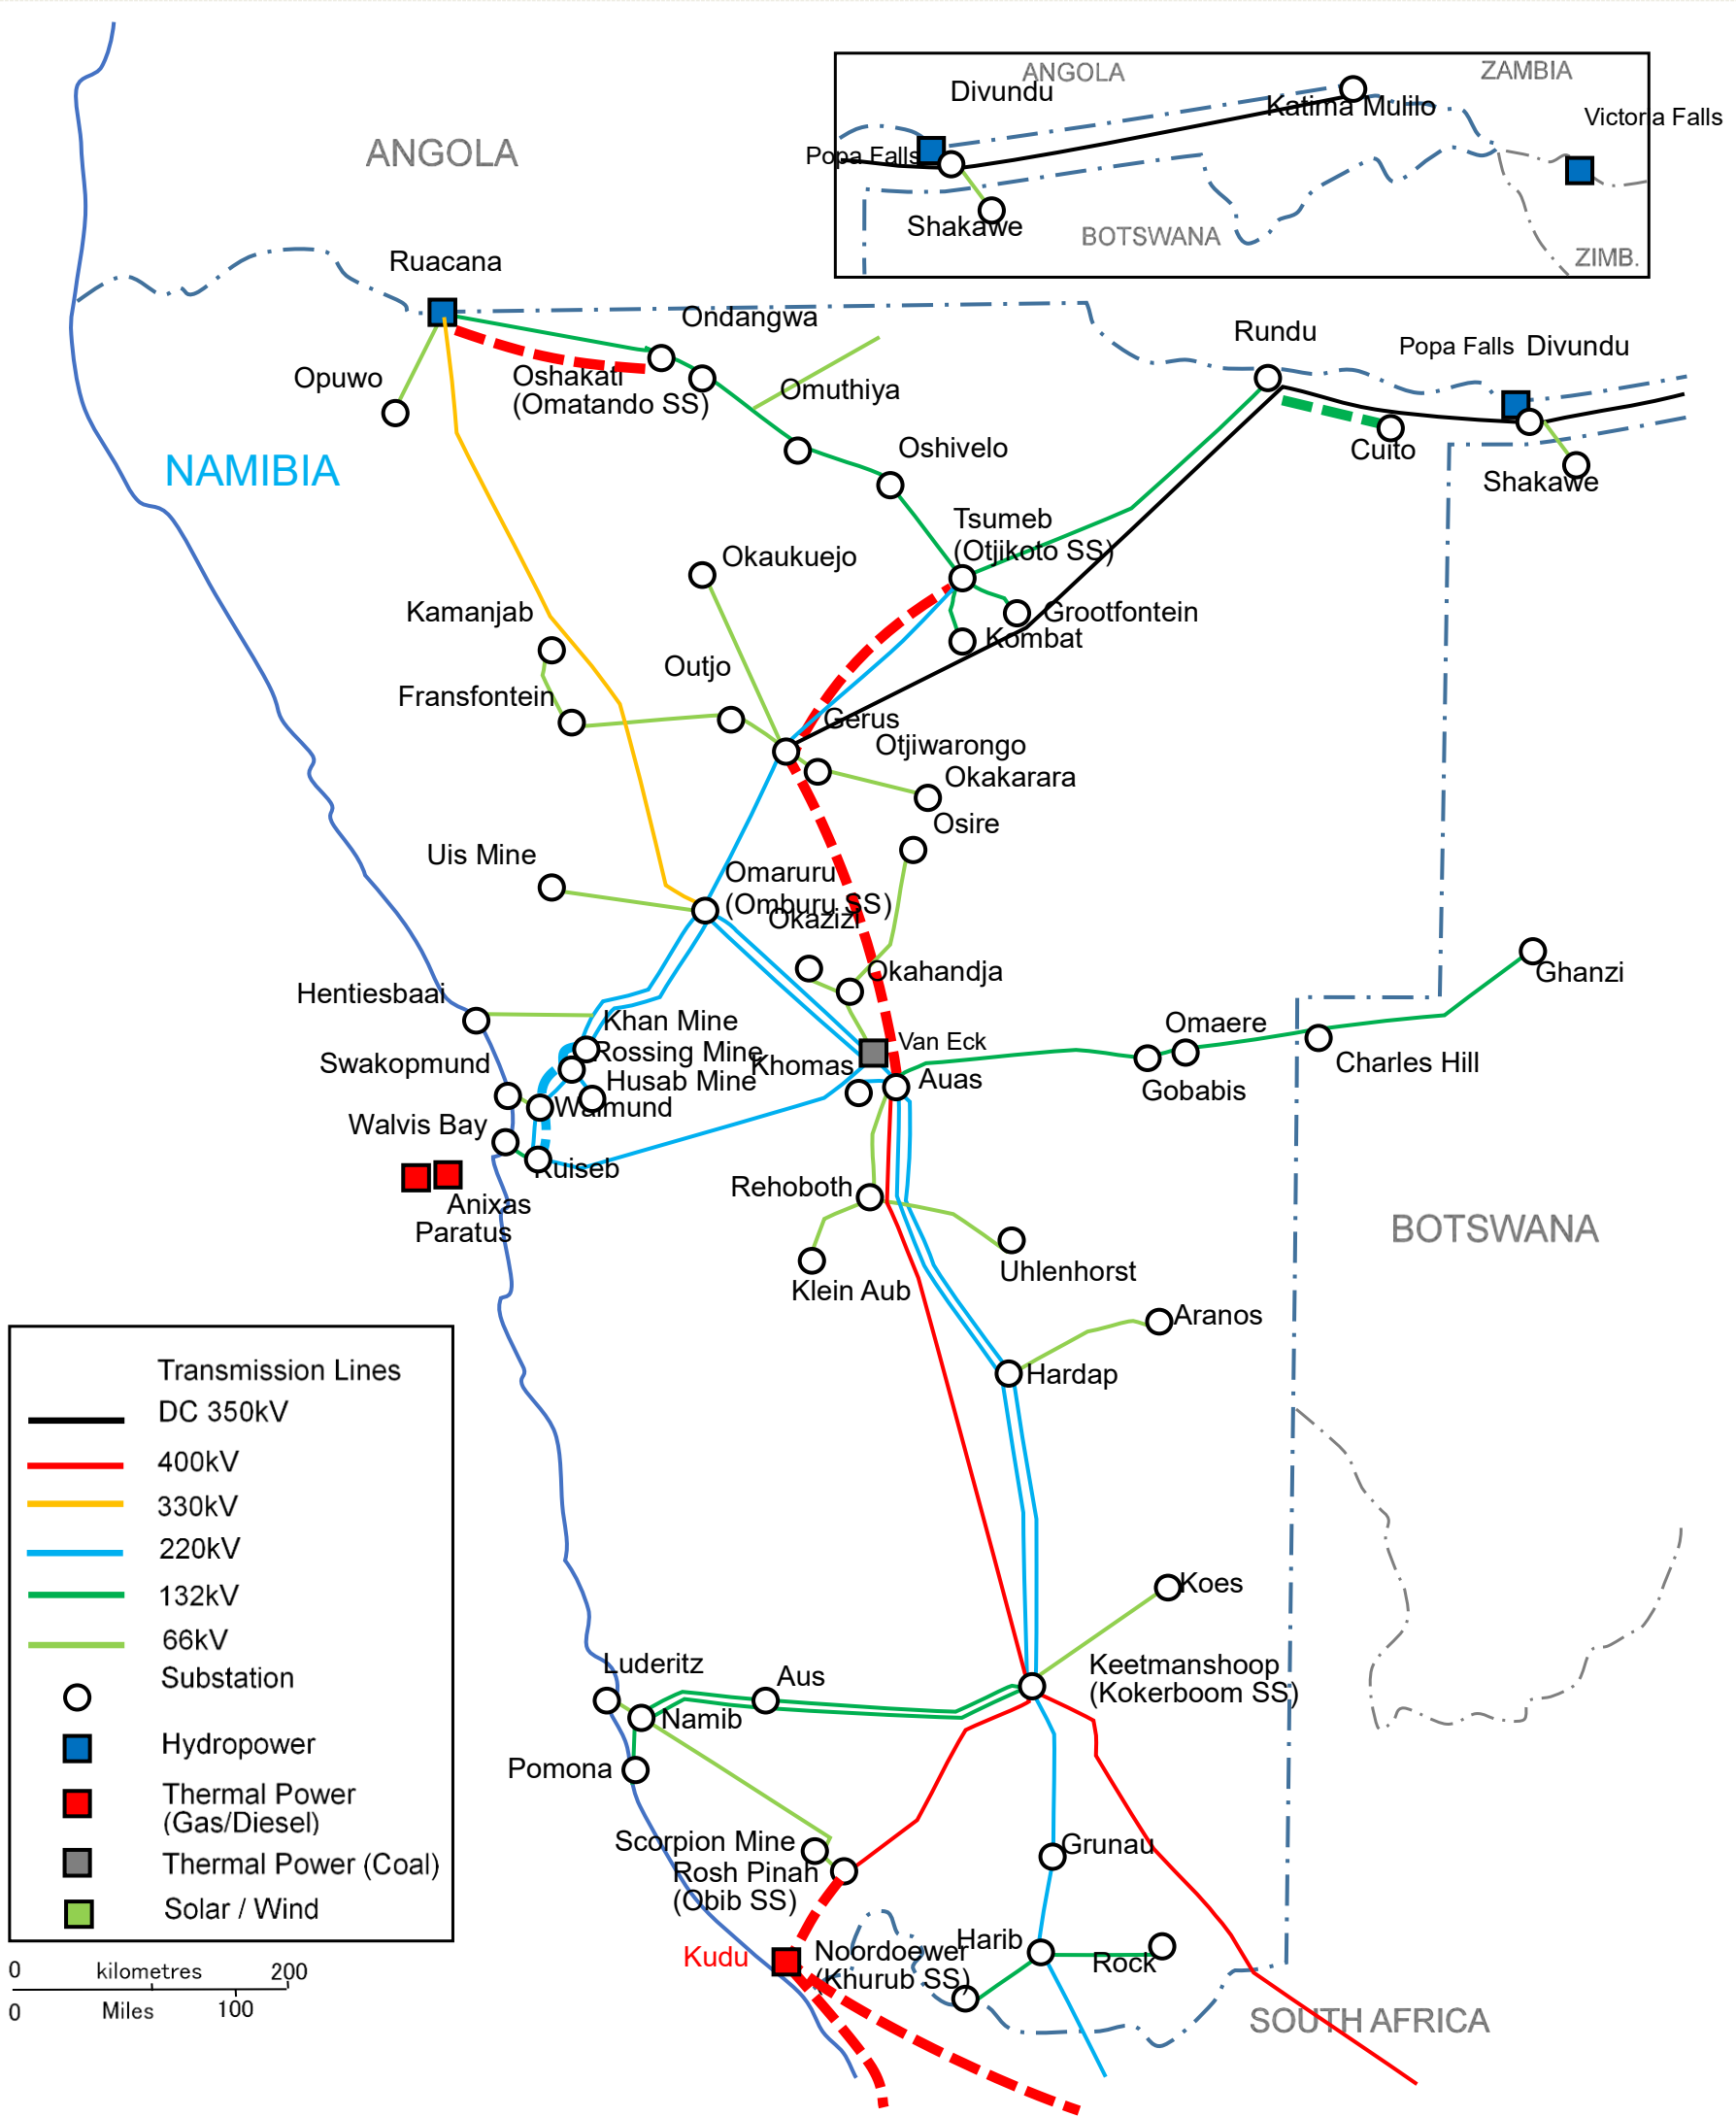 ANGOLA
ZAMBIA
Divundu
Katima Mulilo
Victoria Falls
Popa Falls
Shakawe
BOTSWANA
ZIMB.
ANGOLA
Ruacana
Ondangwa
Rundu
Popa Falls
Divundu
Opuwo
Oshakati
(Omatando SS)
Omuthiya
Cuito
Shakawe
NAMIBIA
Oshivelo
Tsumeb
(Otjikoto SS)
Okaukuejo
Kamanjab
Grootfontein
Kombat
Outjo
Fransfontein
Gerus
Otjiwarongo
Okakarara
Osire
Uis Mine
Omaruru
(Omburu SS)
Okazizi
Okahandja
Ghanzi
Hentiesbaai
Khan Mine
Omaere
Van Eck
Rossing Mine
Swakopmund
Khomas
Charles Hill
Husab Mine
Auas
Gobabis
Walmund
Walvis Bay
Kuiseb
Rehoboth
Anixas
Paratus
BOTSWANA
Uhlenhorst
Klein Aub
Aranos
Hardap
Transmission Lines
DC 350kV
400kV
330kV
220kV
132kV
66kV
Substation
Hydropower
Thermal Power
(Gas/Diesel)
Thermal Power (Coal)
Solar / Wind
0 kilometres 200
0 Miles 100
Koes
Luderitz
Aus
Keetmanshoop
(Kokerboom SS)
Namib
Pomona
Scorpion Mine
Grunau
Rosh Pinah
(Obib SS)
Harib
Kudu
Noordoewer
(Khurub SS)
Rock
SOUTH AFRICA